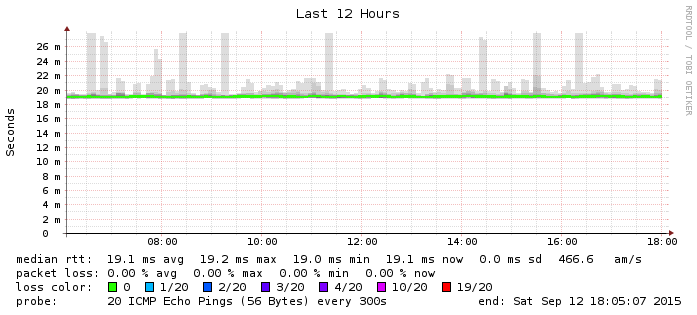 Last 12 Hours
RRDTOOL / TOBI OETIKER
Seconds
26 m
24 m
22 m
20 m
18 m
16 m
14 m
12 m
10 m
8 m
6 m
4 m
2 m
0
08:00 10:00 12:00 14:00 16:00 18:00
median rtt: 19.1 ms avg 19.2 ms max 19.0 ms min 19.1 ms now 0.0 ms sd 466.6 am/s
packet loss: 0.00 % avg 0.00 % max 0.00 % min 0.00 % now
loss color: 0 1/20 2/20 3/20 4/20 10/20 19/20
probe: 20 ICMP Echo Pings (56 Bytes) every 300s end: Sat Sep 12 18:05:07 2015